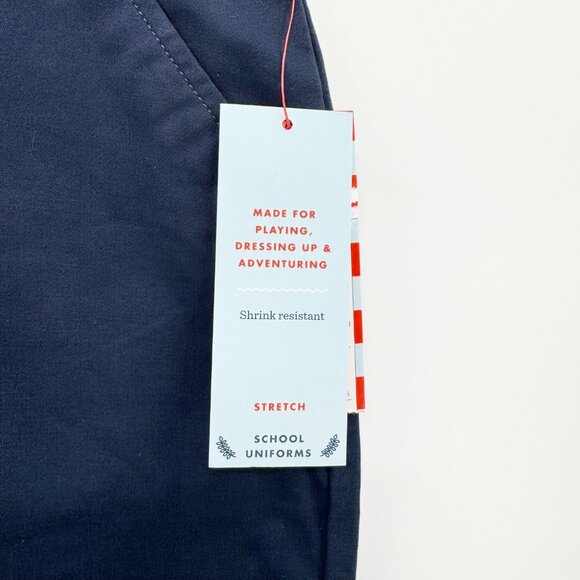 MADE FOR
PLAYING,
DRESSING UP &
ADVENTURING
Shrink resistant
STRETCH
SCHOOL
UNIFORMS